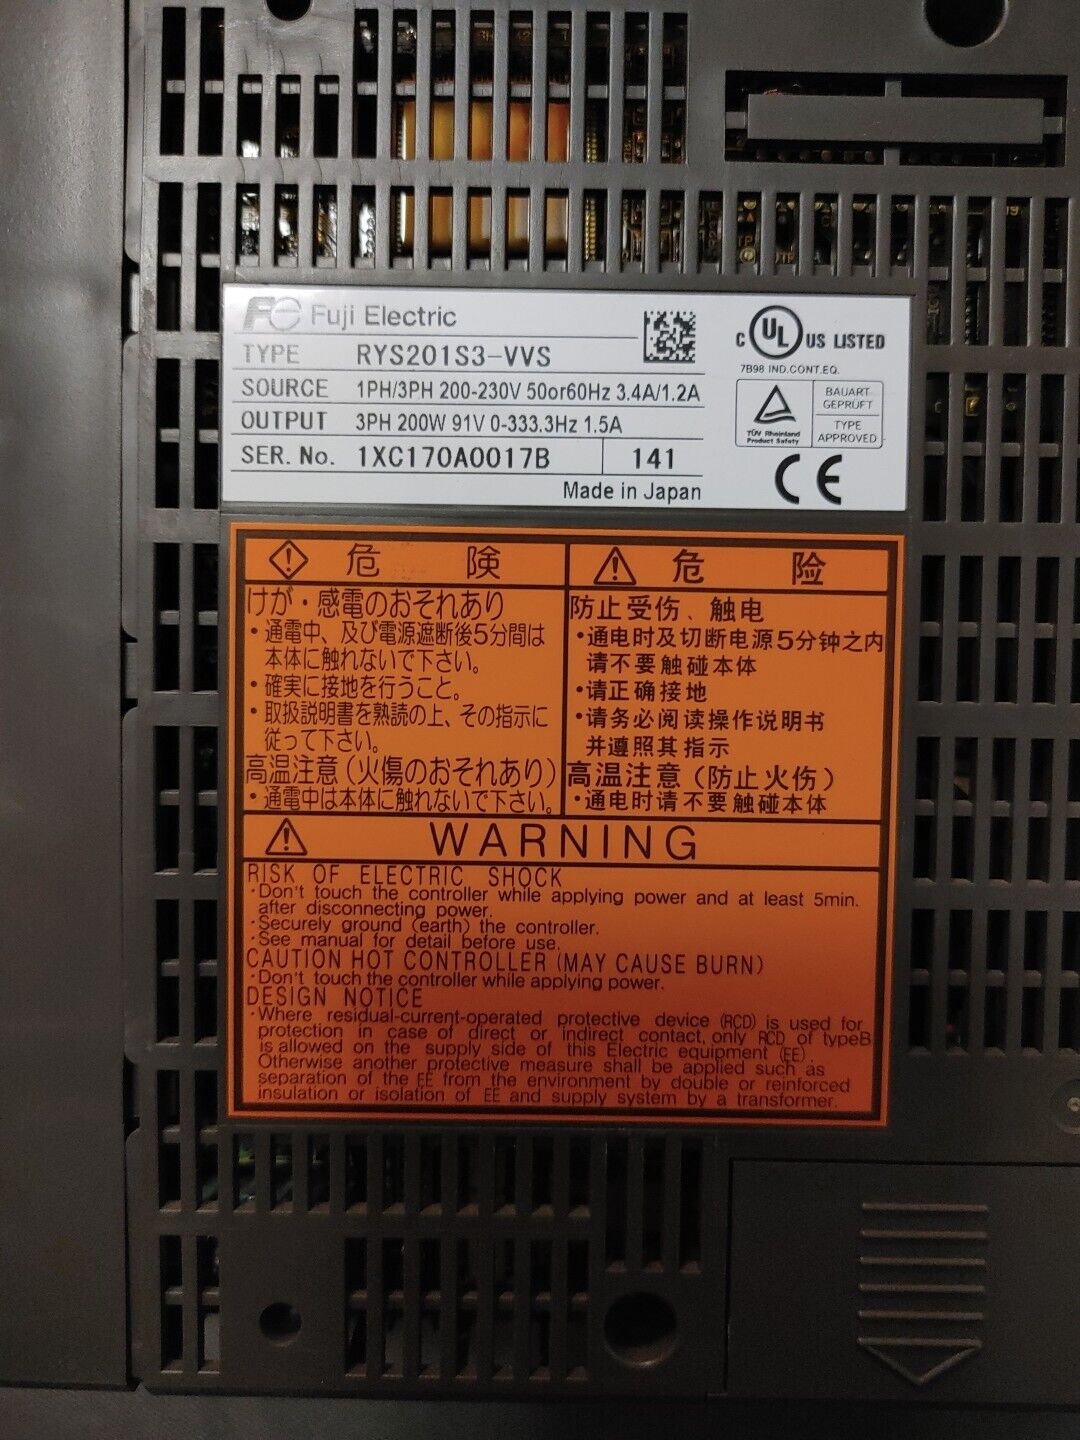 Fe Fuji Electric
TYPE RYS201S3-VVS
SOURCE 1PH/3PH 200-230V 50or60Hz 3.4A/1.2A
OUTPUT 3PH 200W 91V 0-333.3Hz 1.5A
SER. No. 1XC170A0017B 141
Made in Japan
C UL US LISTED
7B98 IND.CONT.EQ.
TÜV Rheinland
Product Safety
BAUART
GEPRÜFT
TYPE
APPROVED
CE
危 険
けが・感電のおそれあり
・通電中、及び電源遮断後5分間は
本体に触れないで下さい。
・確実に接地を行うこと。
・取扱説明書を熟読の上、その指示に
従って下さい。
高温注意(火傷のおそれあり)
・通電中は本体に触れないで下さい。
危 险
防止受伤、触电
・通电时及切断电源5分钟之内
请不要触碰本体
・请正确接地
・请务必阅读操作说明书
并遵照其指示
高温注意(防止火伤)
・通电时请不要触碰本体
WARNING
RISK OF ELECTRIC SHOCK
・Don't touch the controller while applying power and at least 5min.
after disconnecting power.
・Securely ground (earth) the controller.
・See manual for detail before use.
CAUTION HOT CONTROLLER (MAY CAUSE BURN)
・Don't touch the controller while applying power.
DESIGN NOTICE
・Where residual-current-operated protective device (RCD) is used for
protection in case of direct or indirect contact, only RCD of typeB
is allowed on the supply side of this Electric equipment (EE).
Otherwise another protective measure shall be applied such as
separation of the EE from the environment by double or reinforced
insulation or isolation of EE and supply system by a transformer.